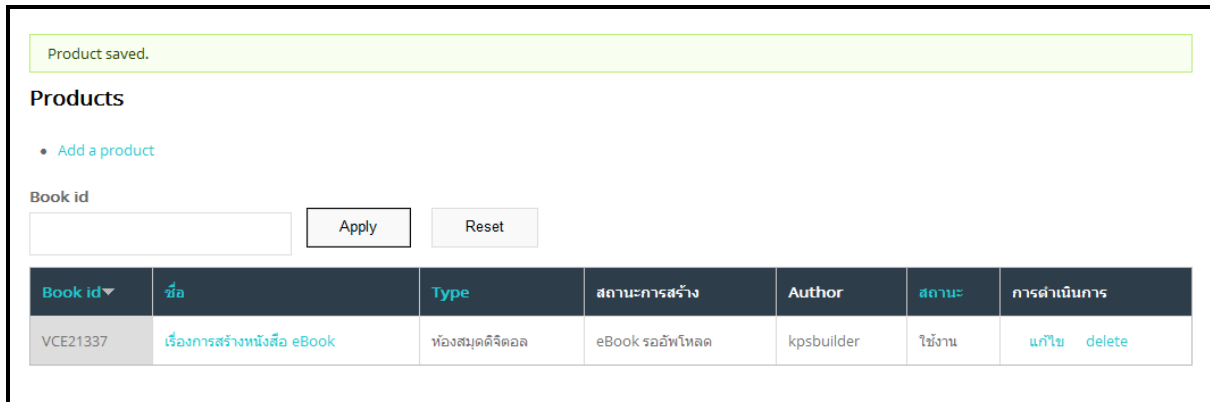 Product saved.
Products
Add a product
Book id
Apply Reset
Book id ชื่อ Type สถานะการสร้าง Author สถานะ การดำเนินการ
VCE21337 เรื่องการสร้างหนังสือ eBook ห้องสมุดดิจิตอล eBook รออัพโหลด kpsbuilder ใช้งาน แก้ไข delete